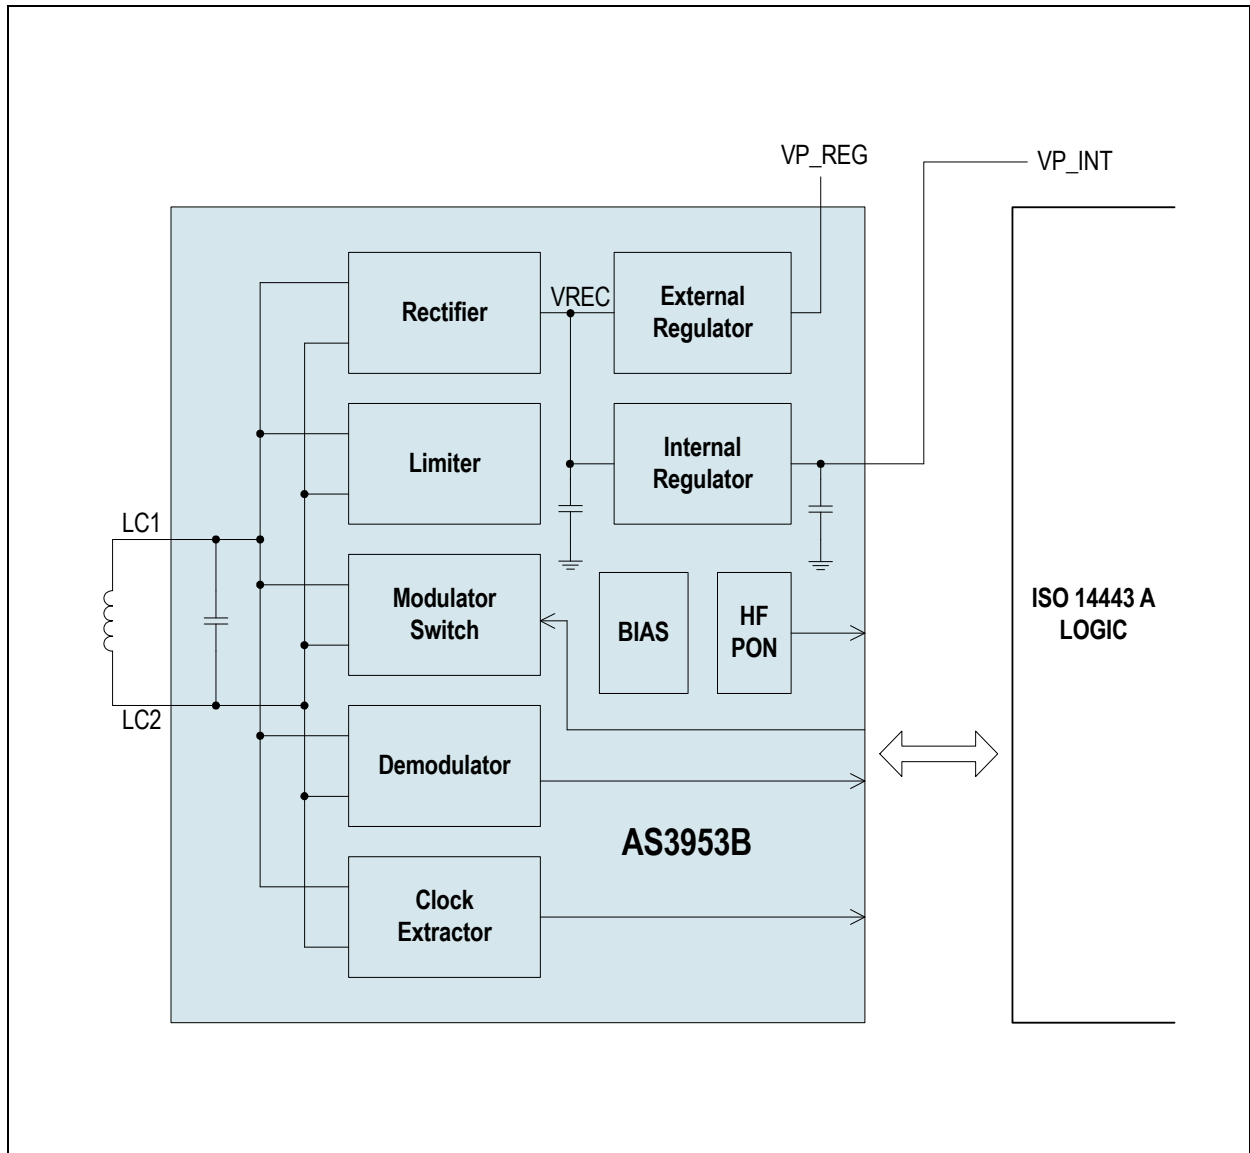 VP_REG
VP_INT
Rectifier
VREC
External
Regulator
Limiter
Internal
Regulator
LC1
Modulator
Switch
BIAS
HF
PON
ISO 14443 A
LOGIC
LC2
Demodulator
AS3953B
Clock
Extractor